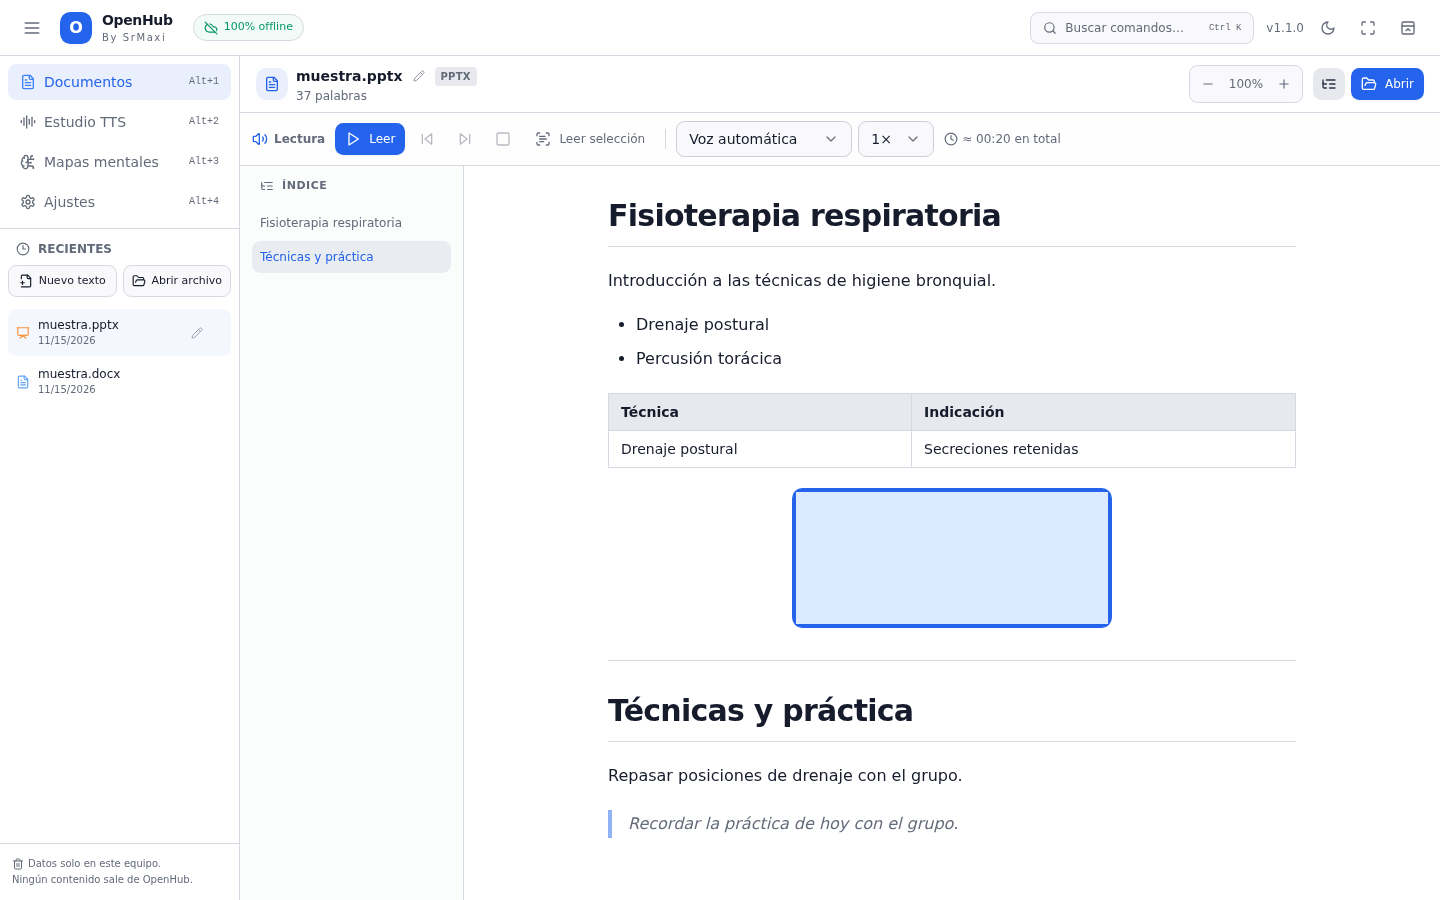 O
OpenHub
By SrMaxi
100% offline
Buscar comandos...
Ctrl K
v1.1.0
Documentos
Alt+1
Estudio TTS
Alt+2
Mapas mentales
Alt+3
Ajustes
Alt+4
RECIENTES
Nuevo texto
Abrir archivo
muestra.pptx
11/15/2026
muestra.docx
11/15/2026
Datos solo en este equipo.
Ningún contenido sale de OpenHub.
muestra.pptx
PPTX
37 palabras
100%
Abrir
Lectura
Leer
Leer selección
Voz automática
1×
≈ 00:20 en total
ÍNDICE
Fisioterapia respiratoria
Técnicas y práctica
Fisioterapia respiratoria
Introducción a las técnicas de higiene bronquial.
• Drenaje postural
• Percusión torácica
Técnica
Indicación
Drenaje postural
Secreciones retenidas
Técnicas y práctica
Repasar posiciones de drenaje con el grupo.
Recordar la práctica de hoy con el grupo.